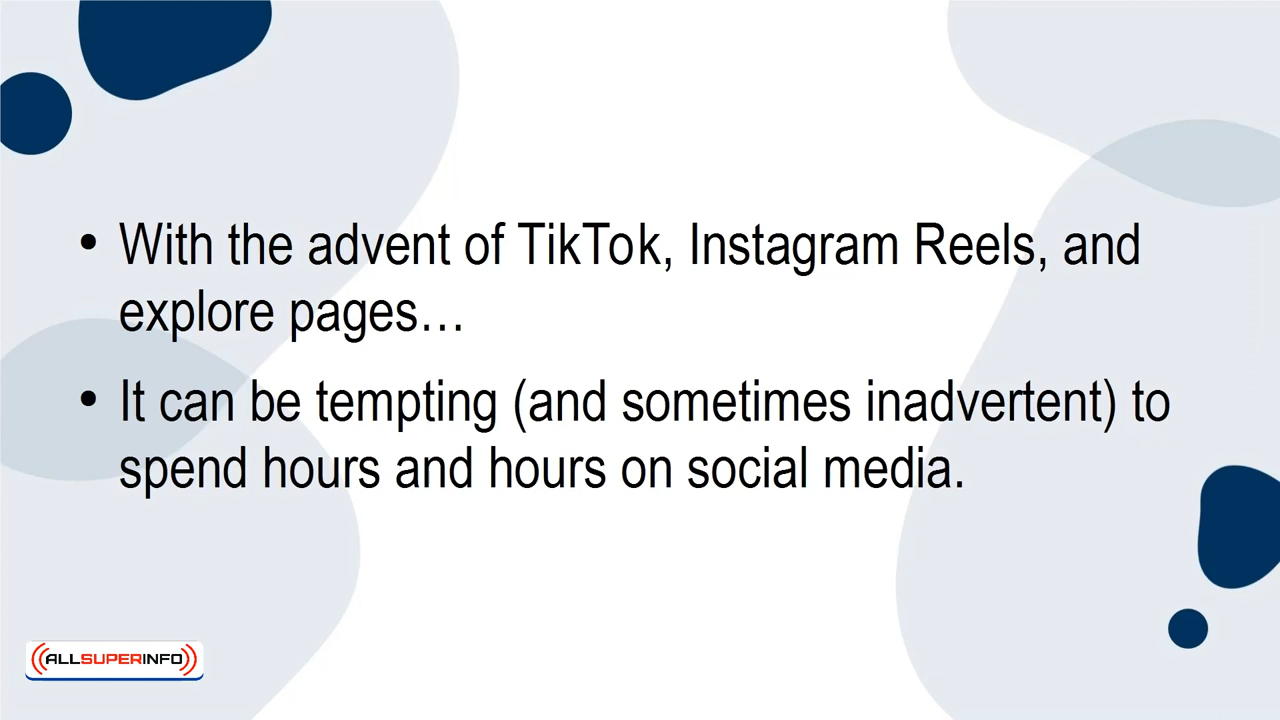 • With the advent of TikTok, Instagram Reels, and
explore pages…
• It can be tempting (and sometimes inadvertent) to
spend hours and hours on social media.
ALLSUPERINFO